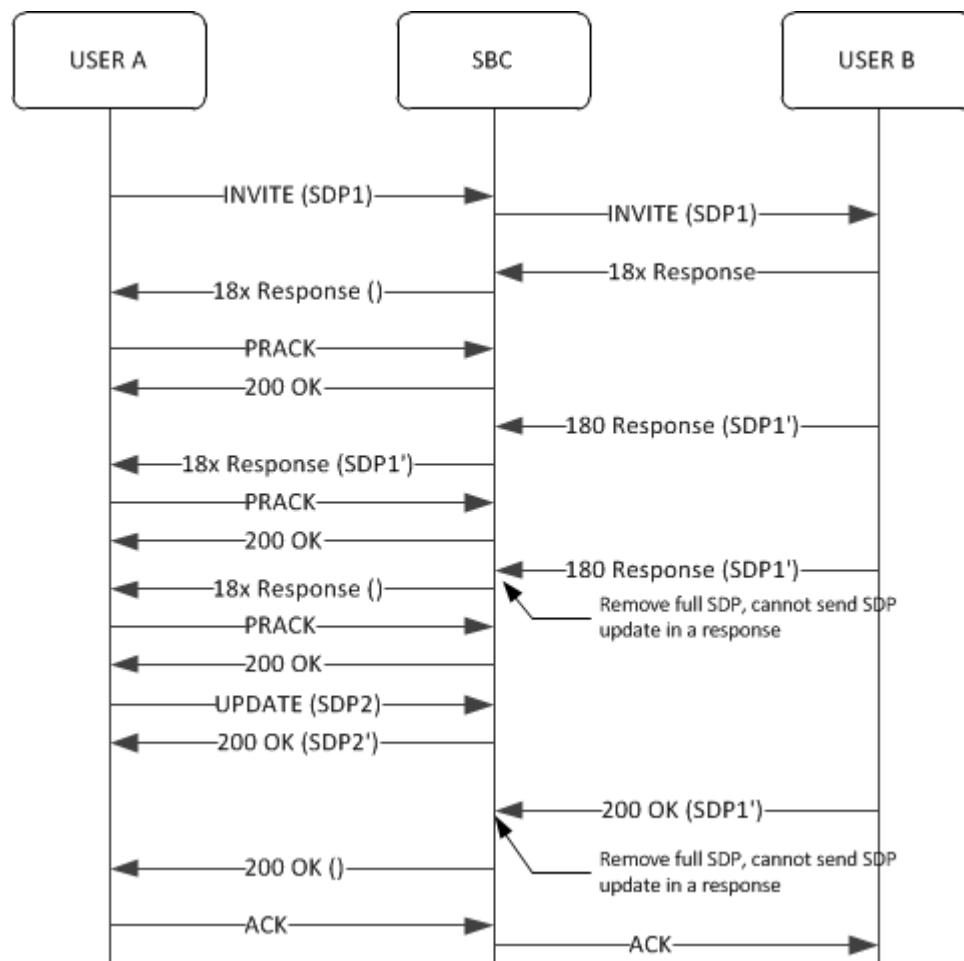 USER A
SBC
USER B
INVITE (SDP1)
INVITE (SDP1)
18x Response
18x Response ()
PRACK
200 OK
180 Response (SDP1')
18x Response (SDP1')
PRACK
200 OK
180 Response (SDP1')
18x Response ()
Remove full SDP, cannot send SDP
update in a response
PRACK
200 OK
UPDATE (SDP2)
200 OK (SDP2')
200 OK (SDP1')
Remove full SDP, cannot send SDP
update in a response
200 OK ()
ACK
ACK